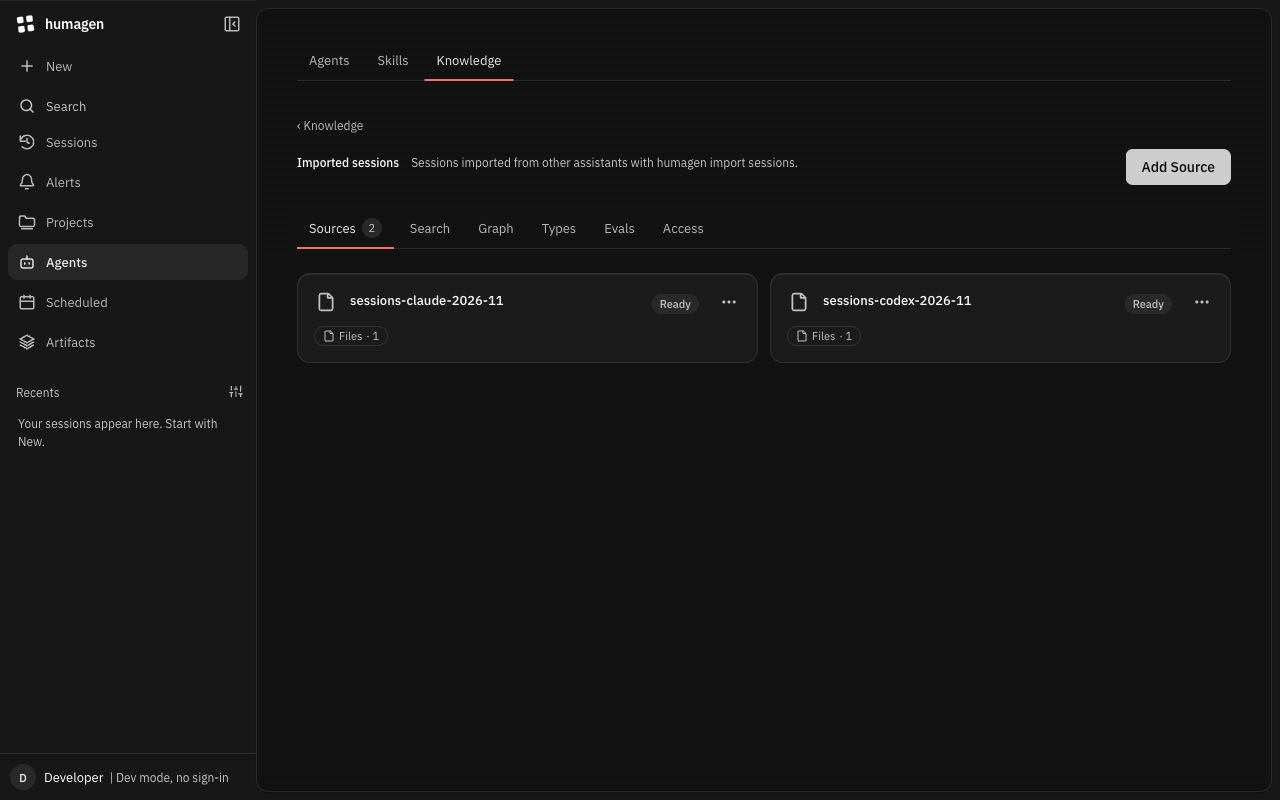 humagen
New
Search
Sessions
Alerts
Projects
Agents
Scheduled
Artifacts
Recents
Your sessions appear here. Start with
New.
D Developer | Dev mode, no sign-in
Agents Skills Knowledge
‹ Knowledge
Imported sessions Sessions imported from other assistants with humagen import sessions.
Add Source
Sources 2 Search Graph Types Evals Access
sessions-claude-2026-11 Ready
Files · 1
sessions-codex-2026-11 Ready
Files · 1